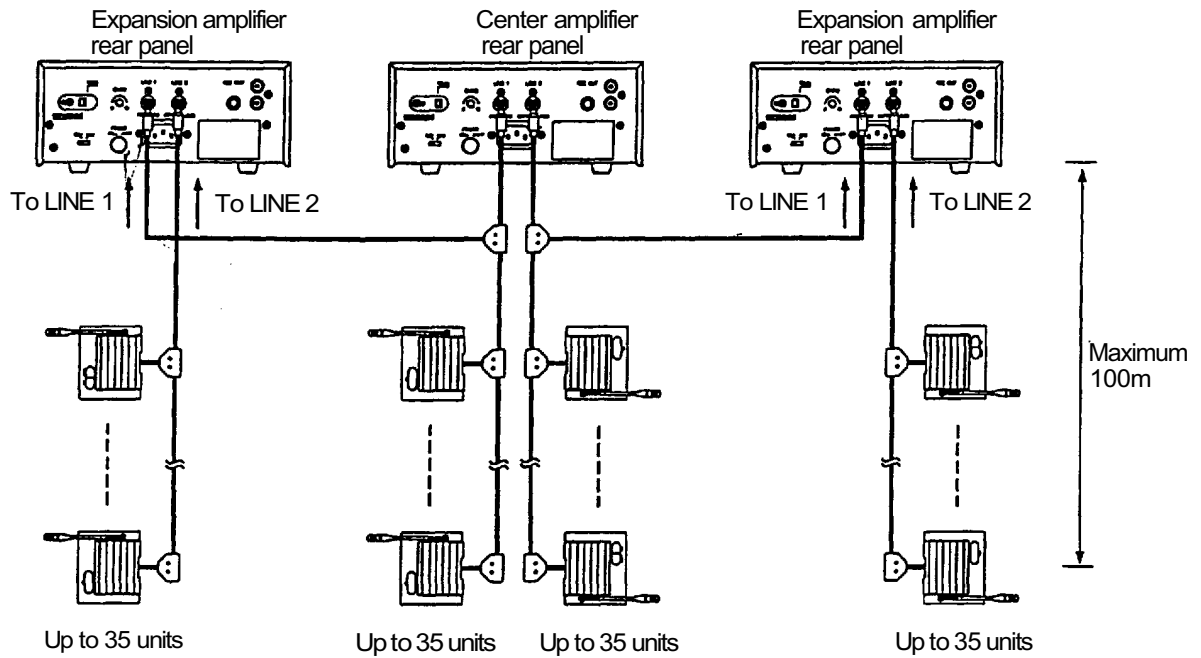 Expansion amplifier
rear panel
Center amplifier
rear panel
Expansion amplifier
rear panel
To LINE 1
To LINE 2
To LINE 1
To LINE 2
Maximum
100m
Up to 35 units
Up to 35 units
Up to 35 units
Up to 35 units